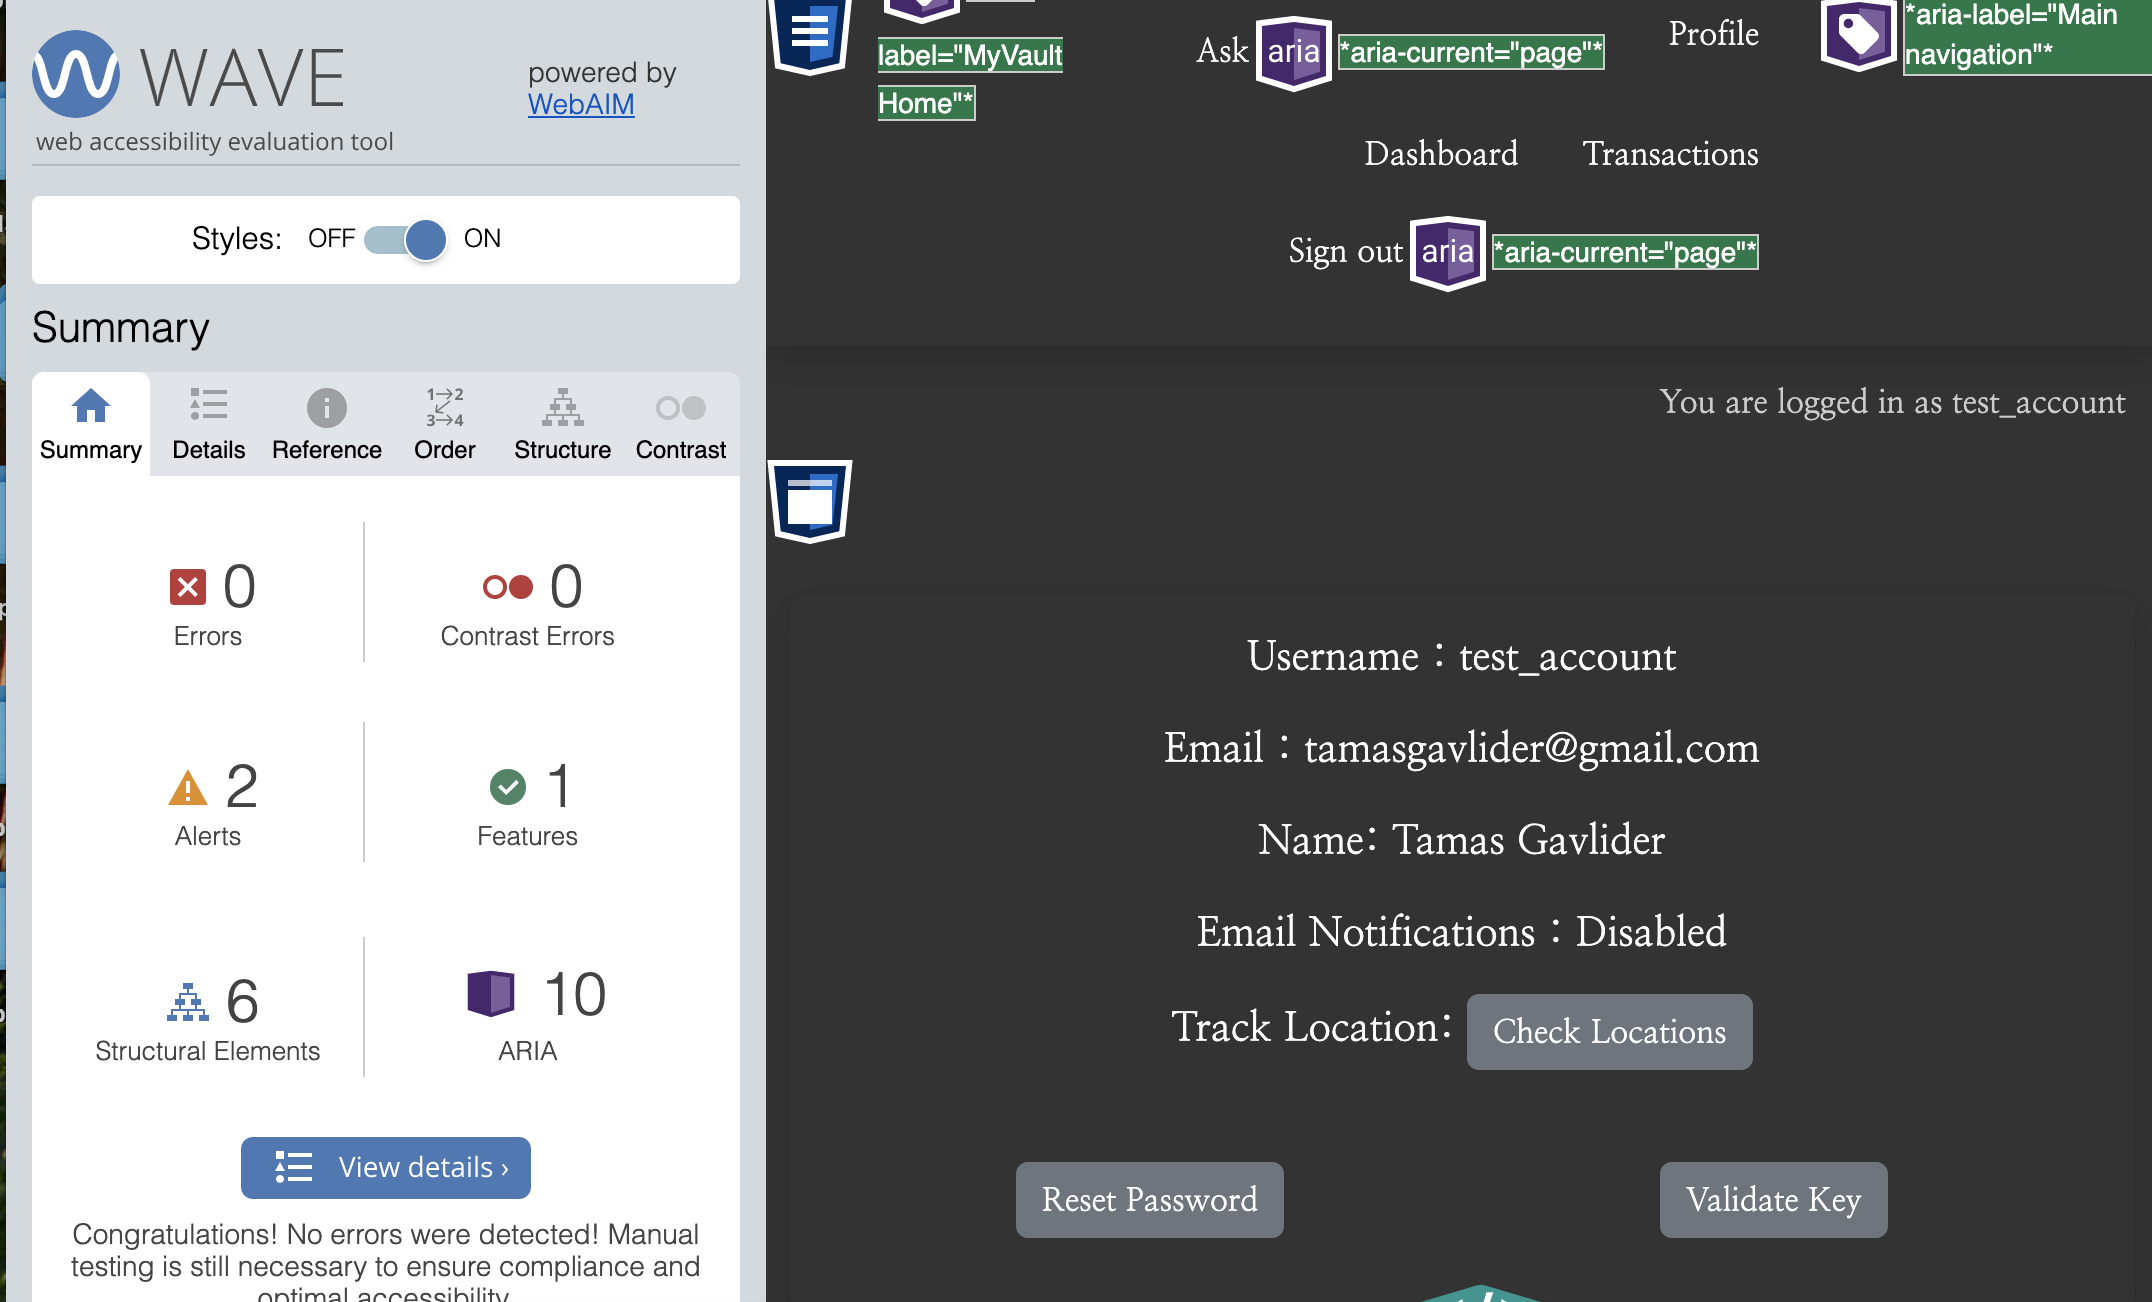 WAVE
powered by
WebAIM
web accessibility evaluation tool
Styles: OFF ON
Summary
Summary Details Reference Order Structure Contrast
0
Errors
0
Contrast Errors
2
Alerts
1
Features
6
Structural Elements
10
ARIA
View details ›
Congratulations! No errors were detected! Manual
testing is still necessary to ensure compliance and
optimal accessibility.
label="MyVault
Home"*
Ask aria *aria-current="page"*
Profile
*aria-label="Main
navigation"*
Dashboard Transactions
Sign out aria *aria-current="page"*
You are logged in as test_account
Username : test_account
Email : tamasgavlider@gmail.com
Name: Tamas Gavlider
Email Notifications : Disabled
Track Location: Check Locations
Reset Password Validate Key